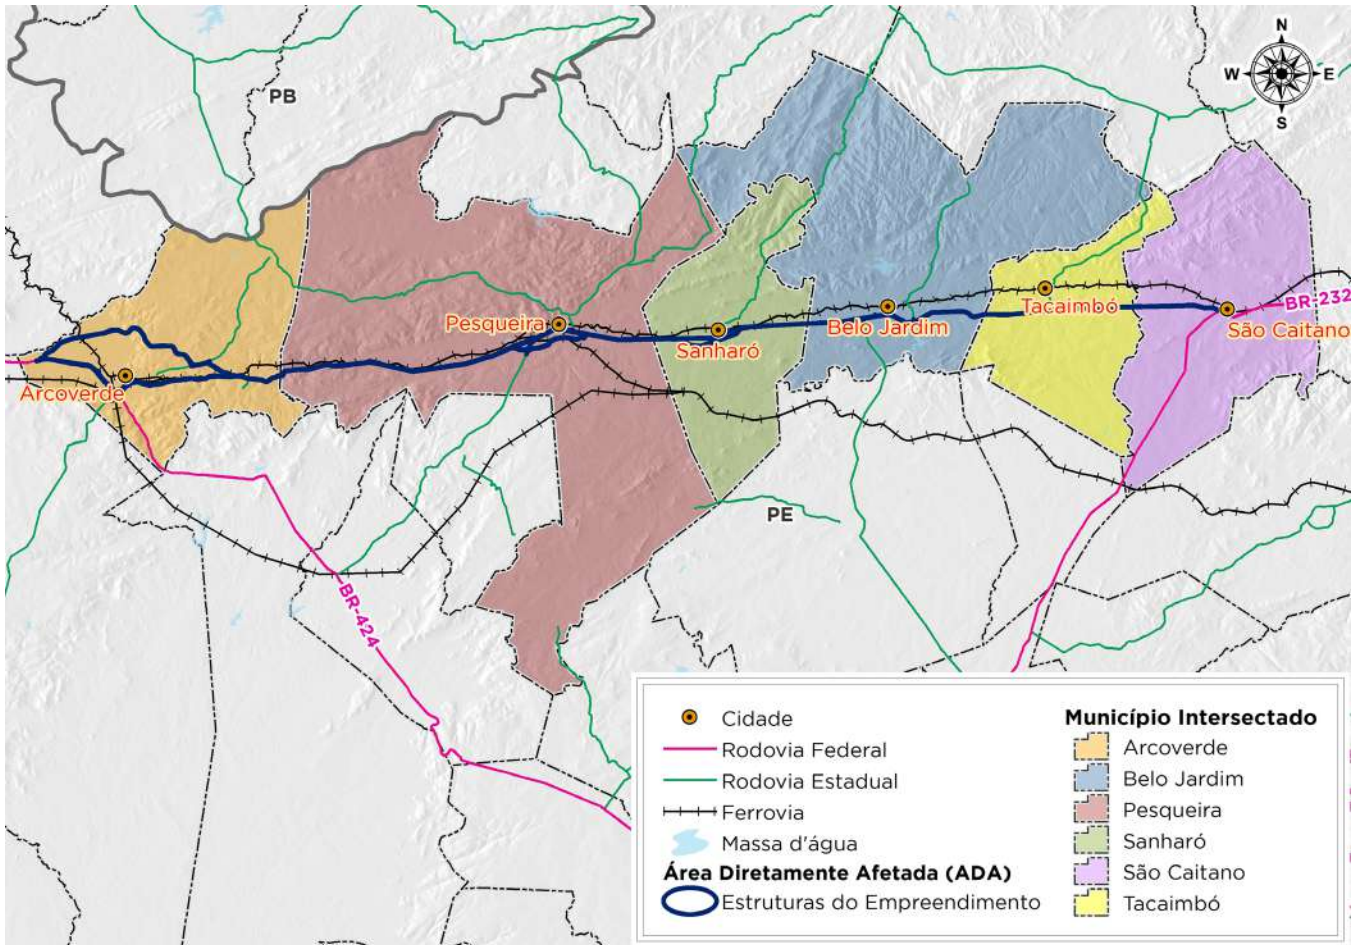 N
W
E
S
PB
BR-232
Tacaimbó
Pesqueira
Belo Jardim
São Caitano
Sanharó
Arcoverde
PE
BR-424
Cidade
Rodovia Federal
Rodovia Estadual
Ferrovia
Massa d'água
Área Diretamente Afetada (ADA)
Estruturas do Empreendimento
Município Intersectado
Arcoverde
Belo Jardim
Pesqueira
Sanharó
São Caitano
Tacaimbó